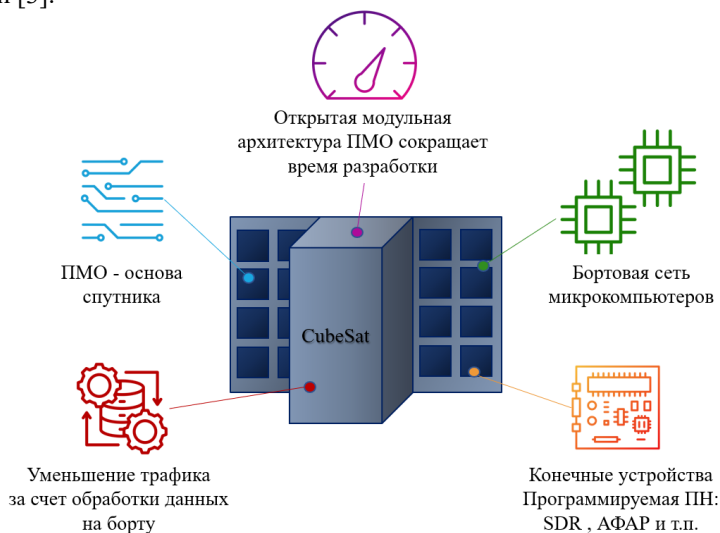 [5].
Открытая модульная
архитектура ПМО сокращает
время разработки
ПМО - основа
спутника
Бортовая сеть
микрокомпьютеров
CubeSat
Уменьшение трафика
за счет обработки данных
на борту
Конечные устройства
Программируемая ПН:
SDR , АФАР и т.п.